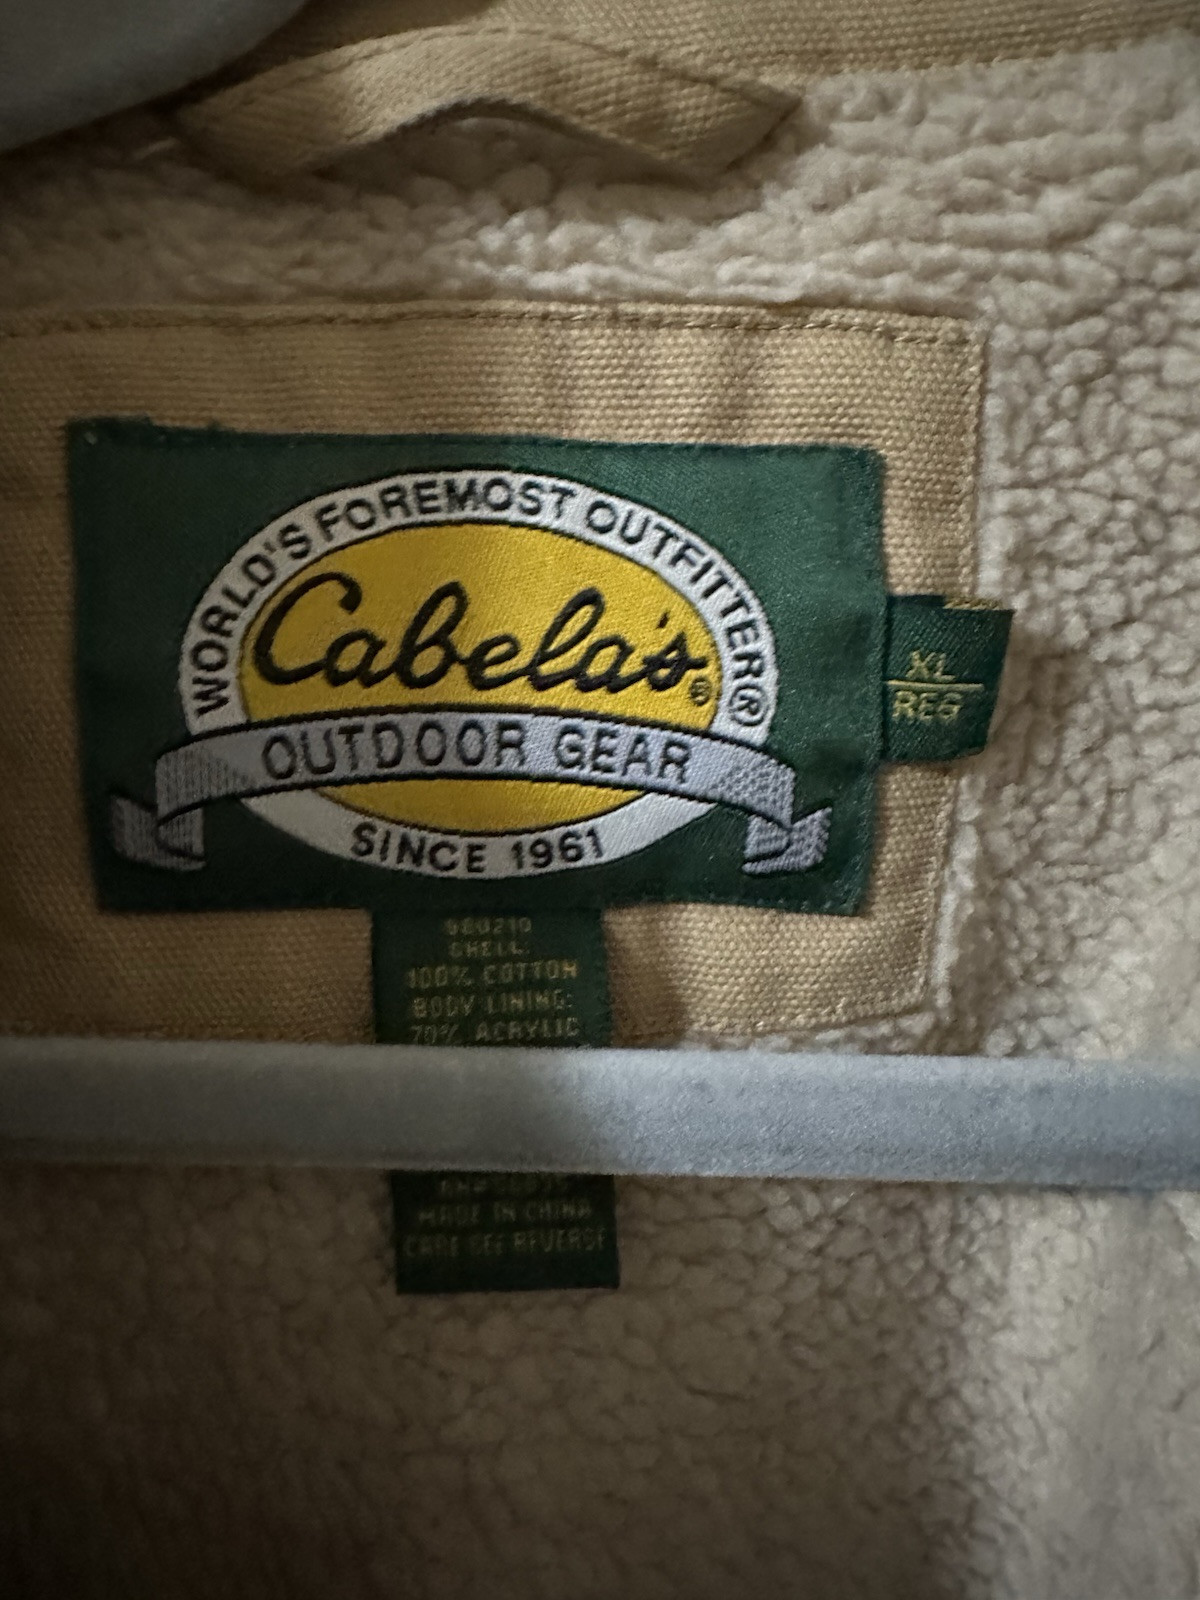 WORLD'S FOREMOST OUTFITTER®
Cabela's®
OUTDOOR GEAR
SINCE 1961
XL
REG
SHELL:
100% COTTON
BODY LINING:
70% ACRYLIC
MADE IN CHINA
CARE SEE REVERSE